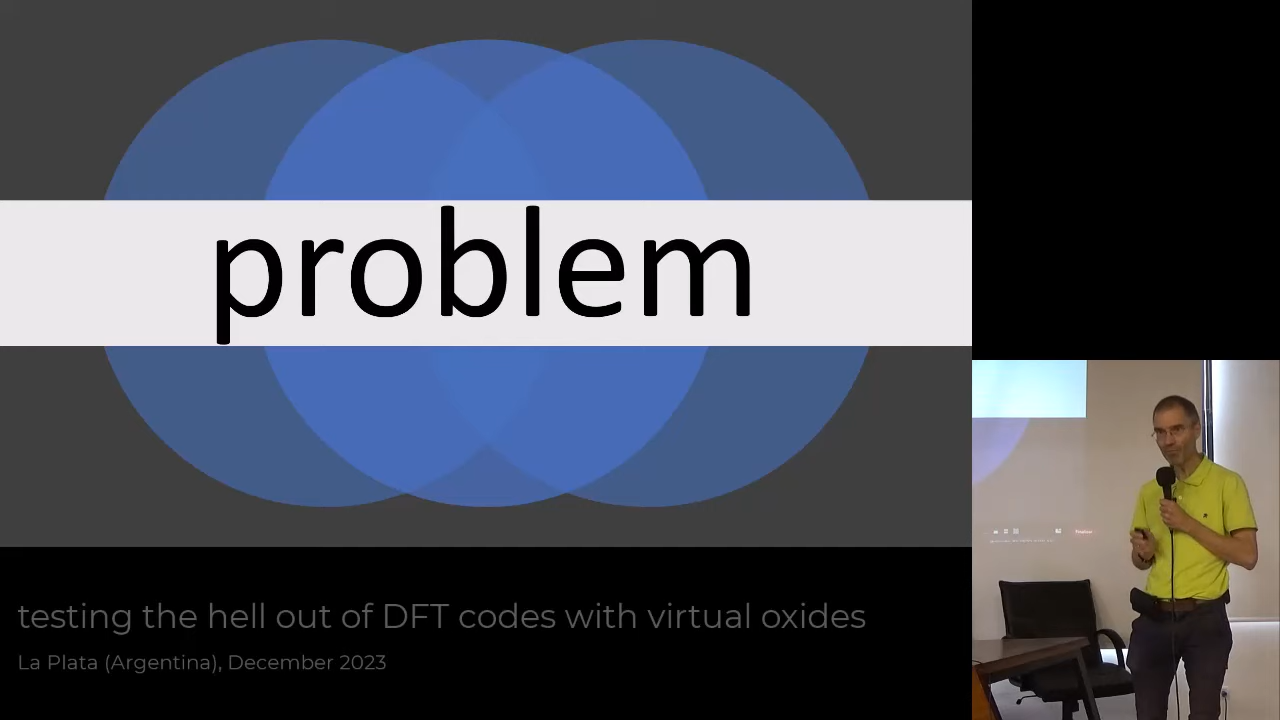 problem
testing the hell out of DFT codes with virtual oxides
La Plata (Argentina), December 2023